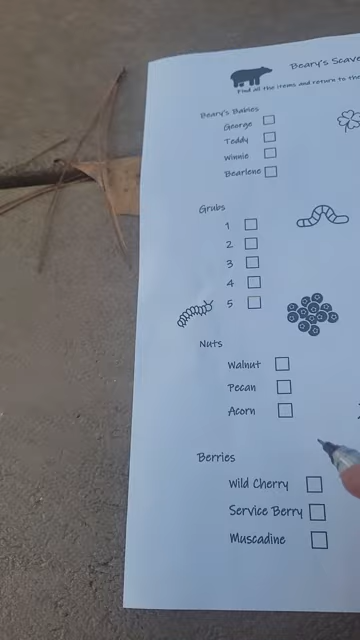 Beary's
Find all the items and return to the
Beary's Babies
George
Teddy
Winnie
Bearlene
Grubs
1
2
3
4
5
Nuts
Walnut
Pecan
Acorn
Berries
Wild Cherry
Service Berry
Muscadine